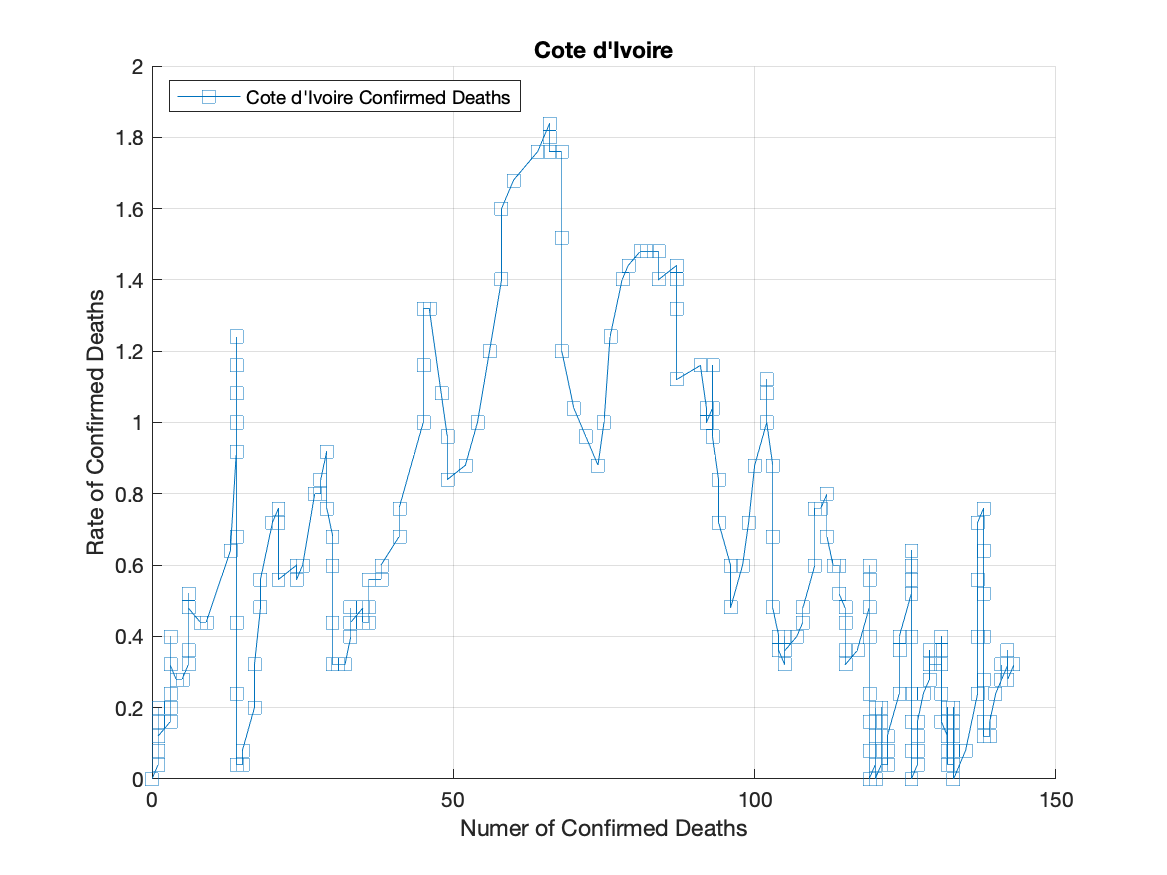 Cote d'Ivoire
Cote d'Ivoire Confirmed Deaths
Rate of Confirmed Deaths
2
1.8
1.6
1.4
1.2
1
0.8
0.6
0.4
0.2
0
0 50 100 150
Numer of Confirmed Deaths